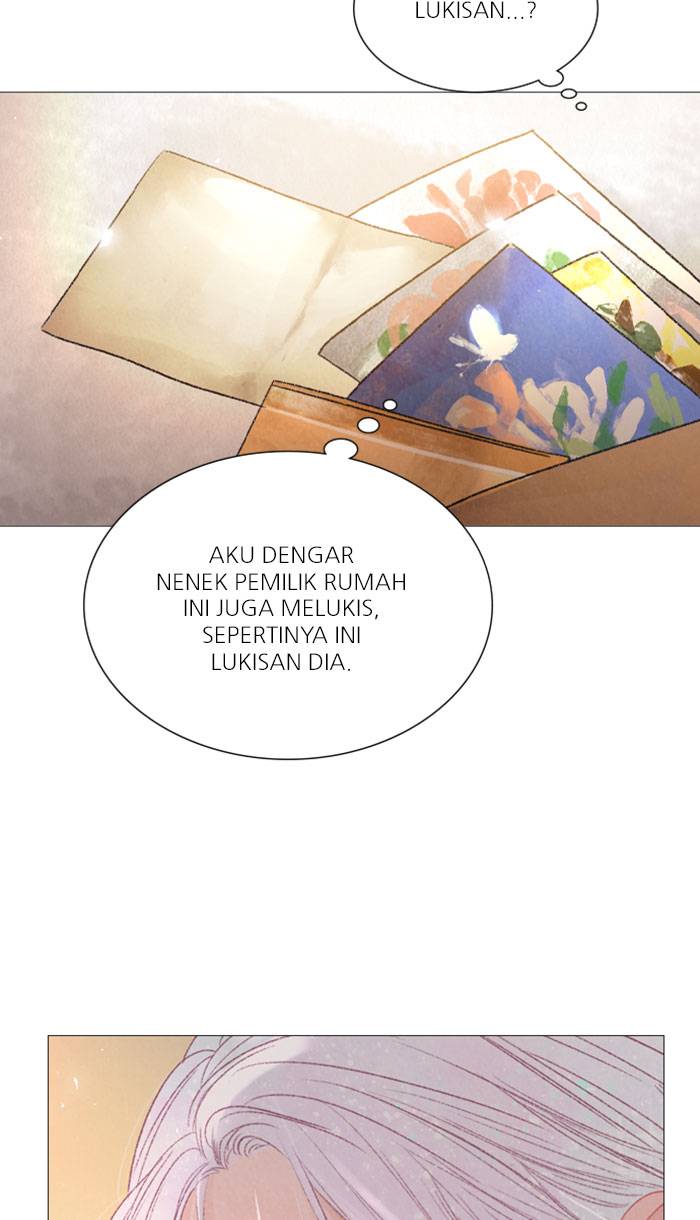 LUKISAN...?
AKU DENGAR
NENEK PEMILIK RUMAH
INI JUGA MELUKIS,
SEPERTINYA INI
LUKISAN DIA.